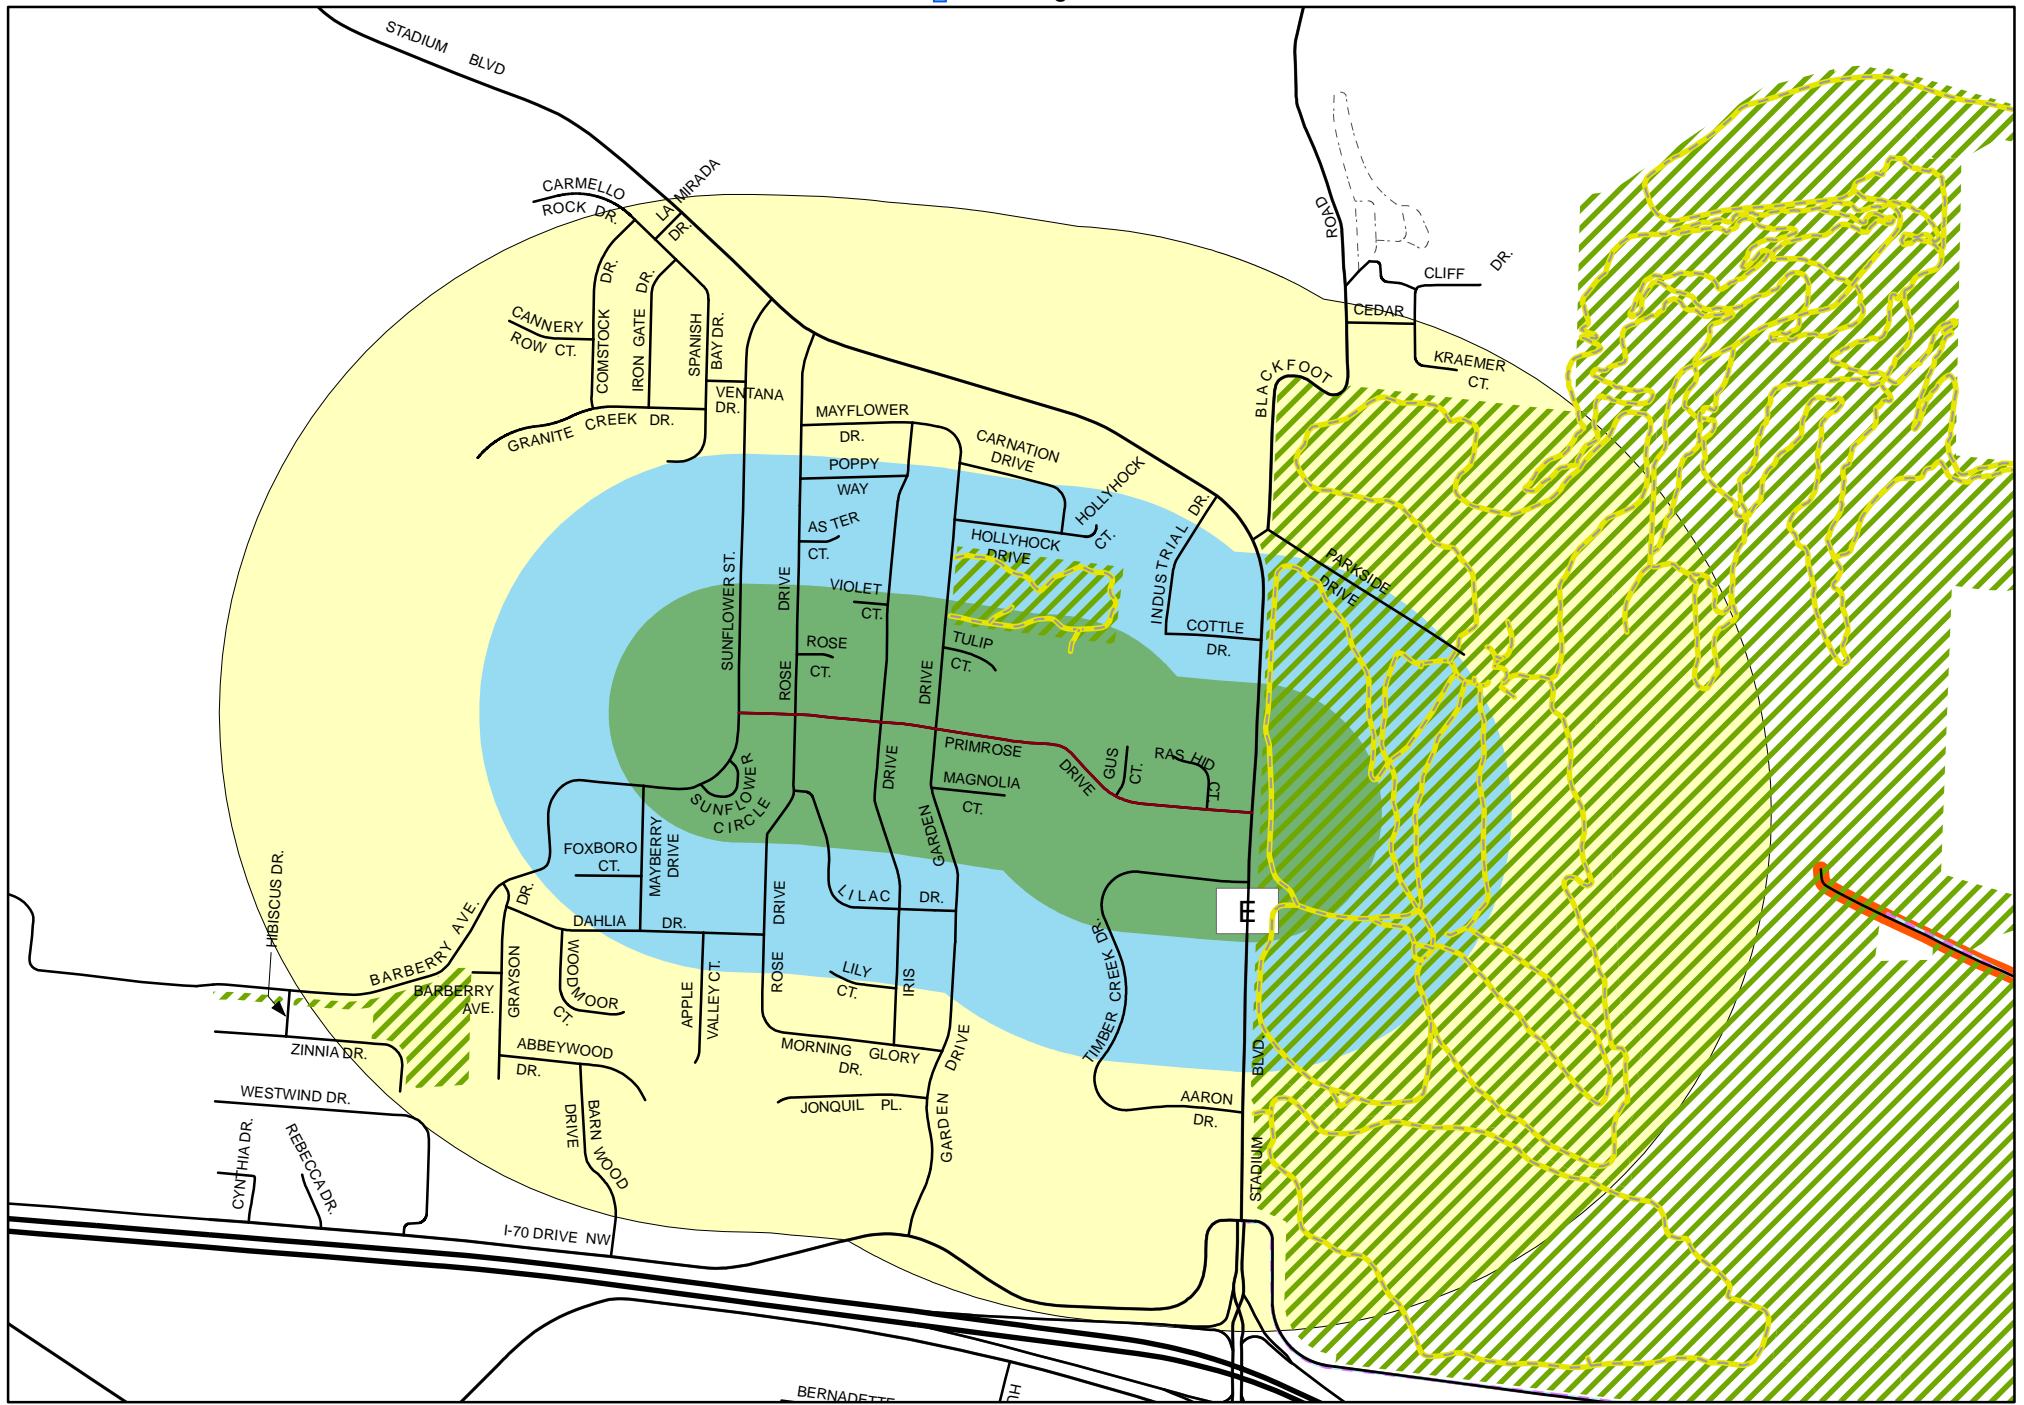 STADIUM BLVD
LA MIRADA
DR.
CARMELLO
ROCK DR.
ROAD
CLIFF DR.
CEDAR
KRAEMER
CT.
BLACKFOOT
CANNERY
ROW CT.
COMSTOCK DR.
IRON GATE DR.
SPANISH
BAY DR.
VENTANA
DR.
GRANITE CREEK DR.
MAYFLOWER
DR.
POPPY
WAY
CARNATION
DRIVE
HOLLYHOCK
CT.
HOLLYHOCK
DRIVE
INDUSTRIAL DR.
ASTER
CT.
PARKSIDE
DRIVE
SUNFLOWER ST.
ROSE DRIVE
VIOLET
CT.
ROSE
CT.
TULIP
CT.
DRIVE
COTTLE
DR.
PRIMROSE DRIVE
DRIVE
GUS
CT.
RASHID
CT.
MAGNOLIA
CT.
SUNFLOWER
CIRCLE
GARDEN
FOXBORO
CT.
MAYBERRY
DRIVE
LILAC DR.
HIBISCUS DR.
BARBERRY AVE.
DR.
DAHLIA DR.
ROSE DRIVE
E
TIMBER CREEK DR.
BARBERRY
AVE.
GRAYSON
WOODMOOR
CT.
APPLE
VALLEY CT.
LILY
CT.
IRIS
ZINNIA DR.
ABBEYWOOD
DR.
MORNING GLORY
DR.
GARDEN DRIVE
STADIUM BLVD.
WESTWIND DR.
JONQUIL PL.
AARON
DR.
CYNTHIA DR.
REBECCA DR.
BARN WOOD
DRIVE
I-70 DRIVE NW
BERNADETTE
HU